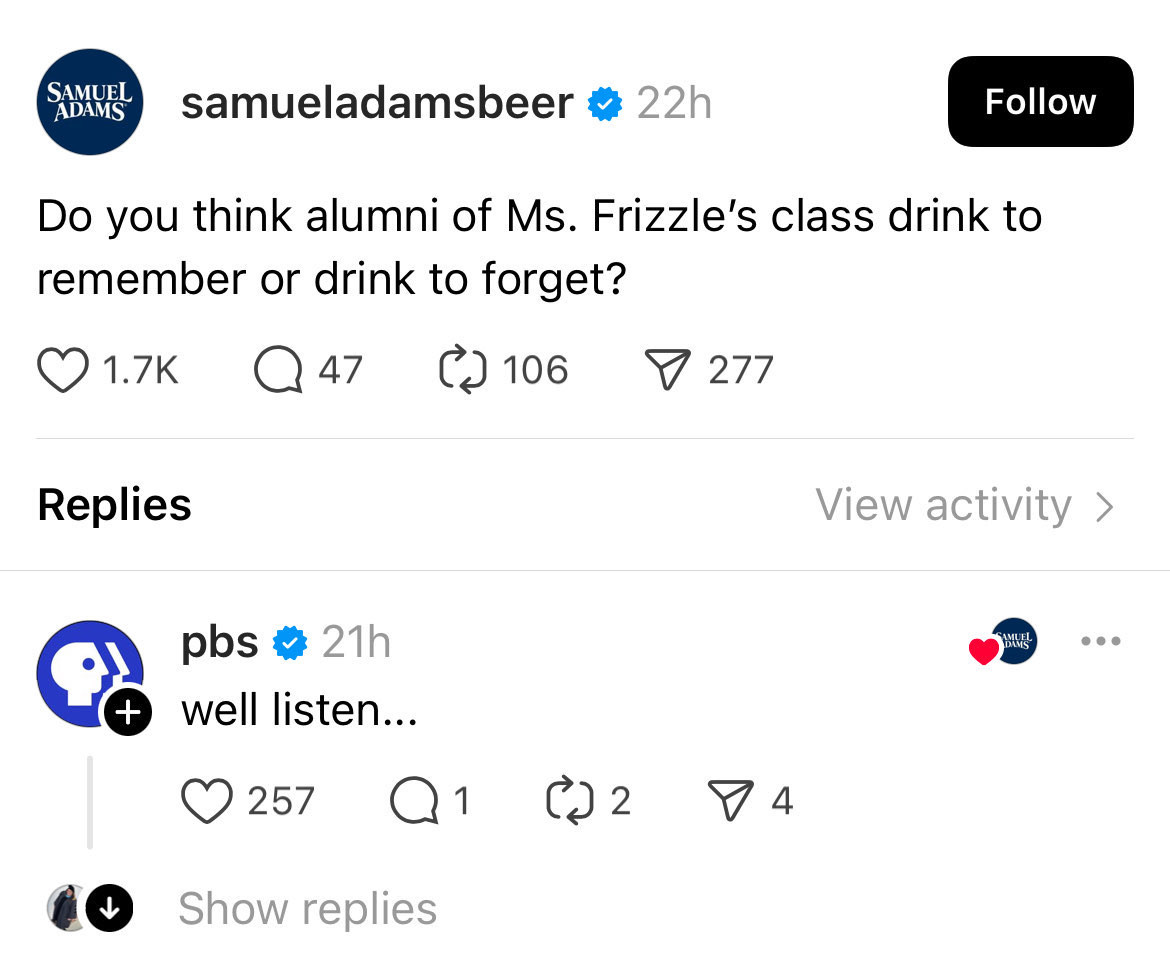 SAMUEL
ADAMS
samueladamsbeer 22h
Follow
Do you think alumni of Ms. Frizzle’s class drink to
remember or drink to forget?
1.7K 47 106 277
Replies
View activity
pbs 21h
SAMUEL
ADAMS
well listen...
257 1 2 4
Show replies